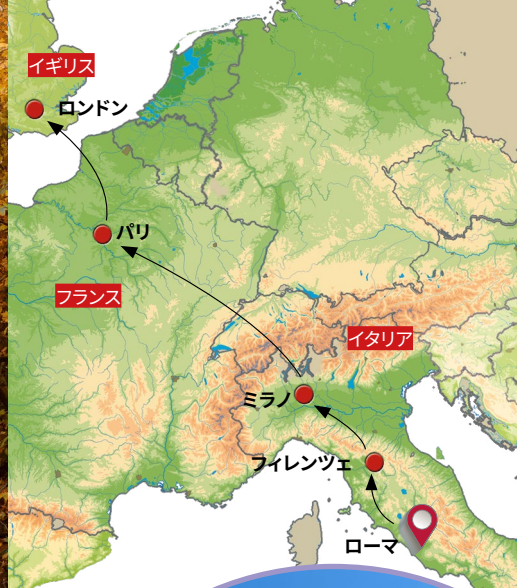 イギリス
ロンドン
パリ
フランス
イタリア
ミラノ
フィレンツェ
ローマ